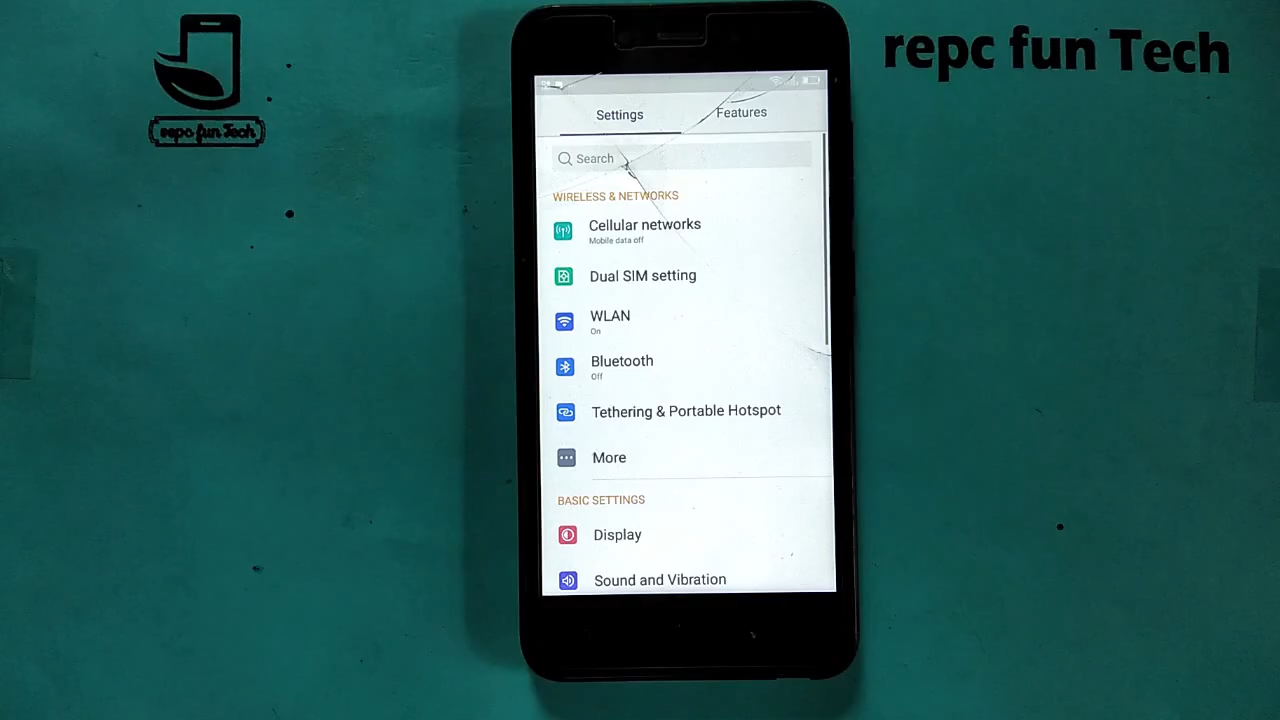 repc fun Tech
repc fun Tech
Settings
Features
Search
WIRELESS & NETWORKS
Cellular networks
Mobile data off
Dual SIM setting
WLAN
On
Bluetooth
Off
Tethering & Portable Hotspot
More
BASIC SETTINGS
Display
Sound and Vibration